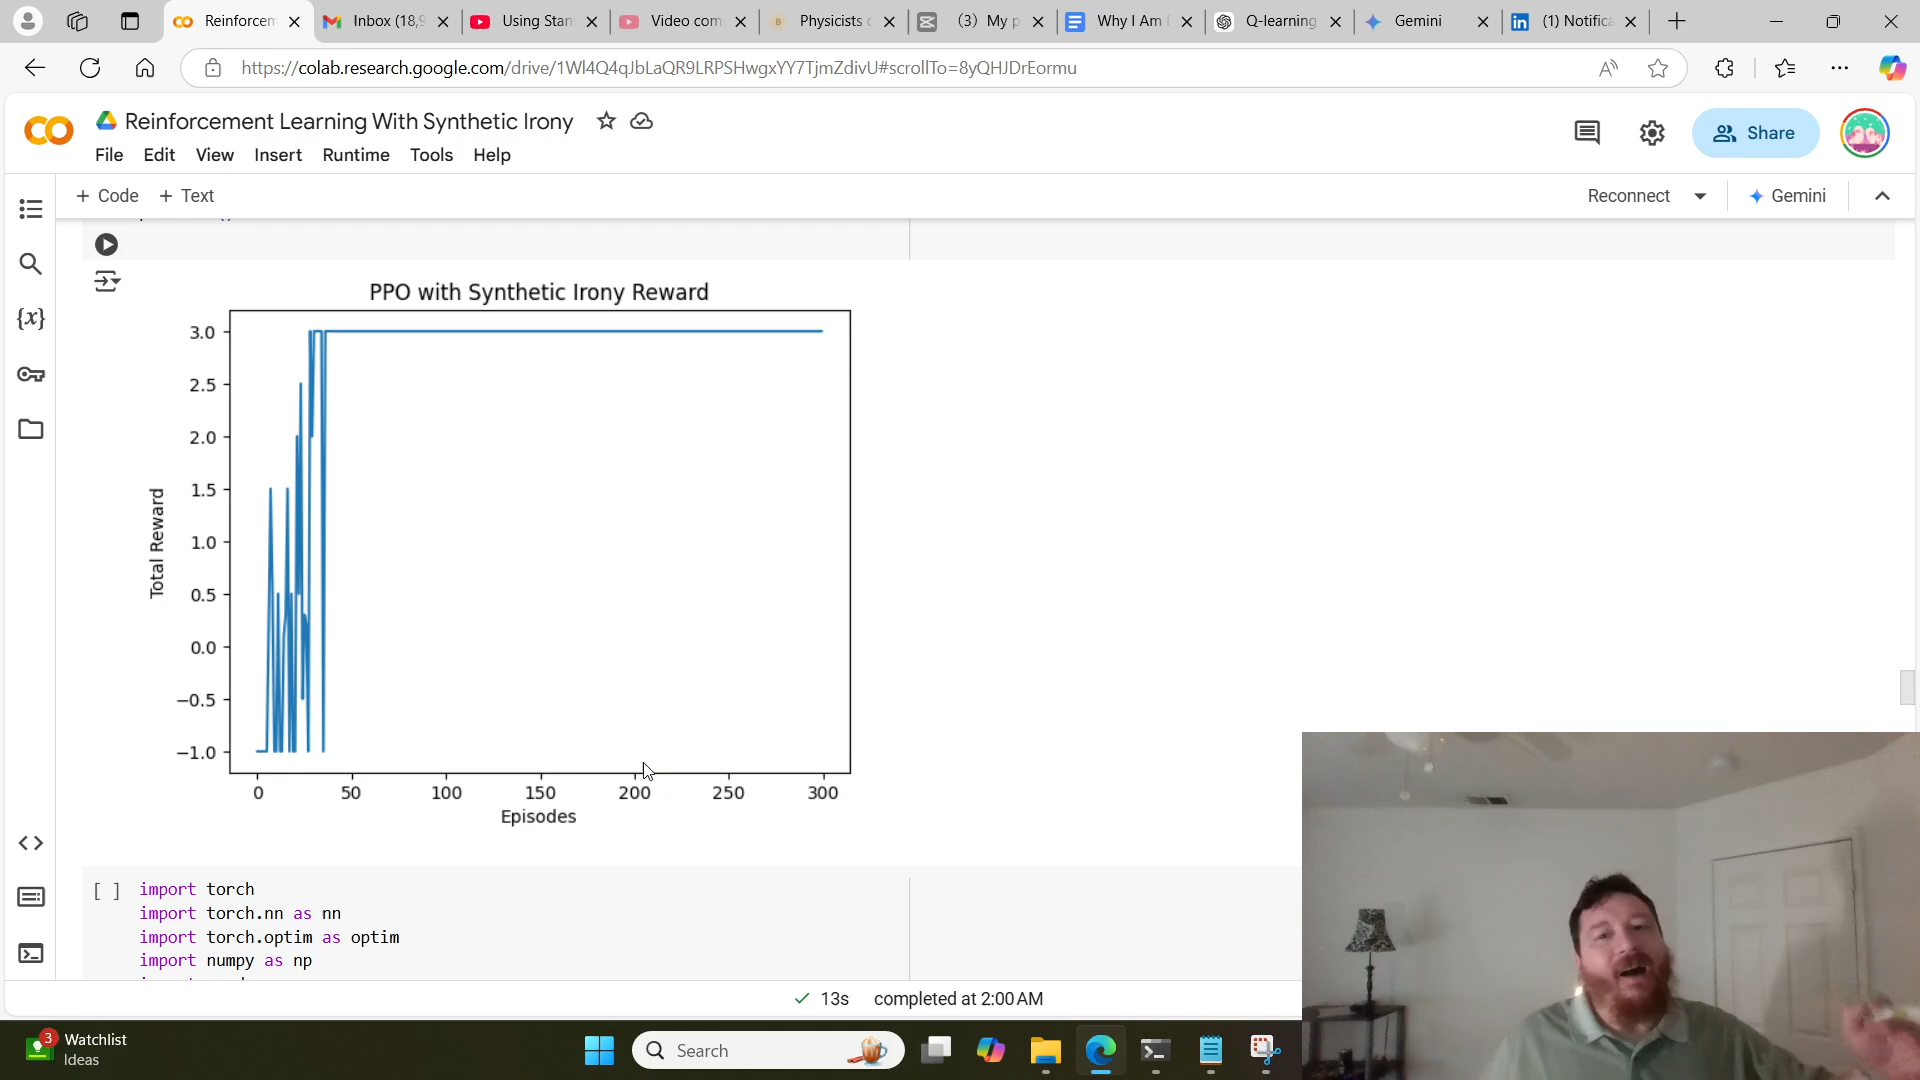 Reinforcem
Inbox (18,9
Using Stan
Video com
Physicists c
(3) My p
Why I Am
Q-learning
Gemini
(1) Notifica
https://colab.research.google.com/drive/1Wl4Q4qJbLaQR9LRPSHwgxYY7TjmZdivU#scrollTo=8yQHJDrEormu
Reinforcement Learning With Synthetic Irony
File Edit View Insert Runtime Tools Help
Share
+ Code + Text
Reconnect
Gemini
{x}
PPO with Synthetic Irony Reward
3.0
2.5
2.0
1.5
1.0
0.5
0.0
−0.5
−1.0
Total Reward
0 50 100 150 200 250 300
Episodes
[ ] import torch
import torch.nn as nn
import torch.optim as optim
import numpy as np
13s completed at 2:00 AM
3
Watchlist
Ideas
Search